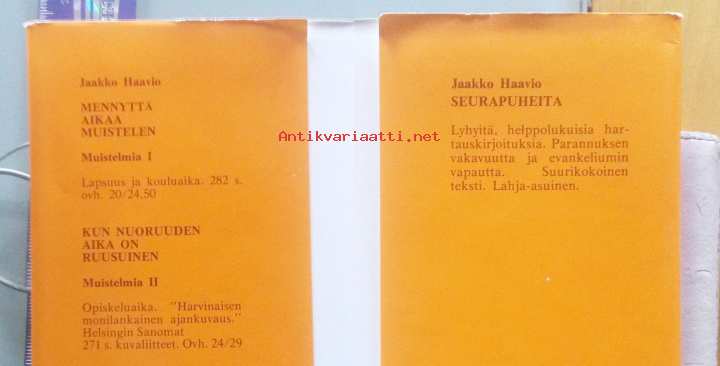 Jaakko Haavio
MENNYTTÄ
AIKAA
MUISTELEN
Muistelmia I
Lapsuus ja kouluaika. 282 s.
ovh. 20/24,50
KUN NUORUUDEN
AIKA ON
RUUSUINEN
Muistelmia II
Opiskeluaika. "Harvinaisen
monilankainen ajankuvaus."
Helsingin Sanomat
271 s. kuvaliitteet. Ovh. 24/29
Antikvariaatti.net
Jaakko Haavio
SEURAPUHEITA
Lyhyitä, helppolukuisia har-
tauskirjoituksia. Parannuksen
vakavuutta ja evankeliumin
vapautta. Suurikokoinen
teksti. Lahja-asuinen.